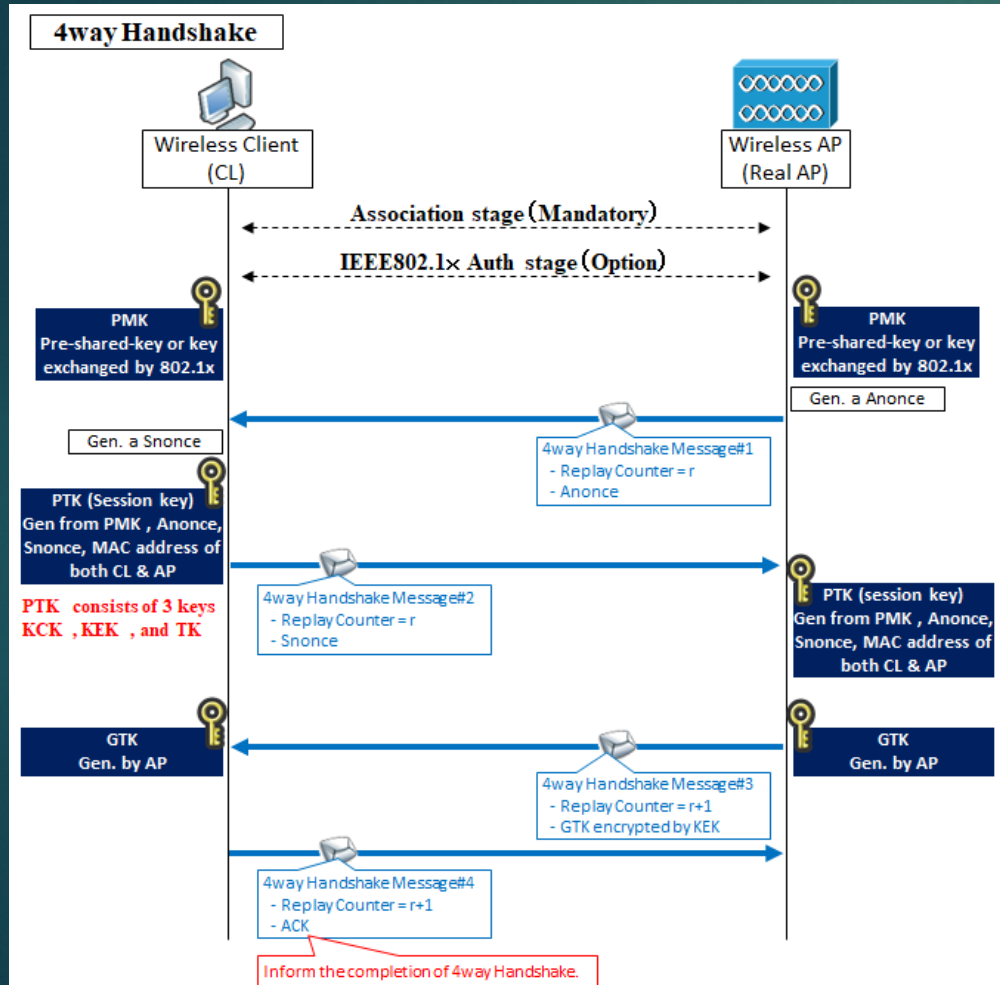 4way Handshake
Wireless Client
(CL)
Wireless AP
(Real AP)
Association stage(Mandatory)
IEEE802.1x Auth stage(Option)
PMK
Pre-shared-key or key
exchanged by 802.1x
PMK
Pre-shared-key or key
exchanged by 802.1x
Gen. a Anonce
Gen. a Snonce
4way Handshake Message#1
- Replay Counter = r
- Anonce
PTK (Session key)
Gen from PMK , Anonce,
Snonce, MAC address of
both CL & AP
PTK consists of 3 keys
KCK , KEK , and TK
4way Handshake Message#2
- Replay Counter = r
- Snonce
PTK (session key)
Gen from PMK , Anonce,
Snonce, MAC address of
both CL & AP
GTK
Gen. by AP
GTK
Gen. by AP
4way Handshake Message#3
- Replay Counter = r+1
- GTK encrypted by KEK
4way Handshake Message#4
- Replay Counter = r+1
- ACK
Inform the completion of 4way Handshake.